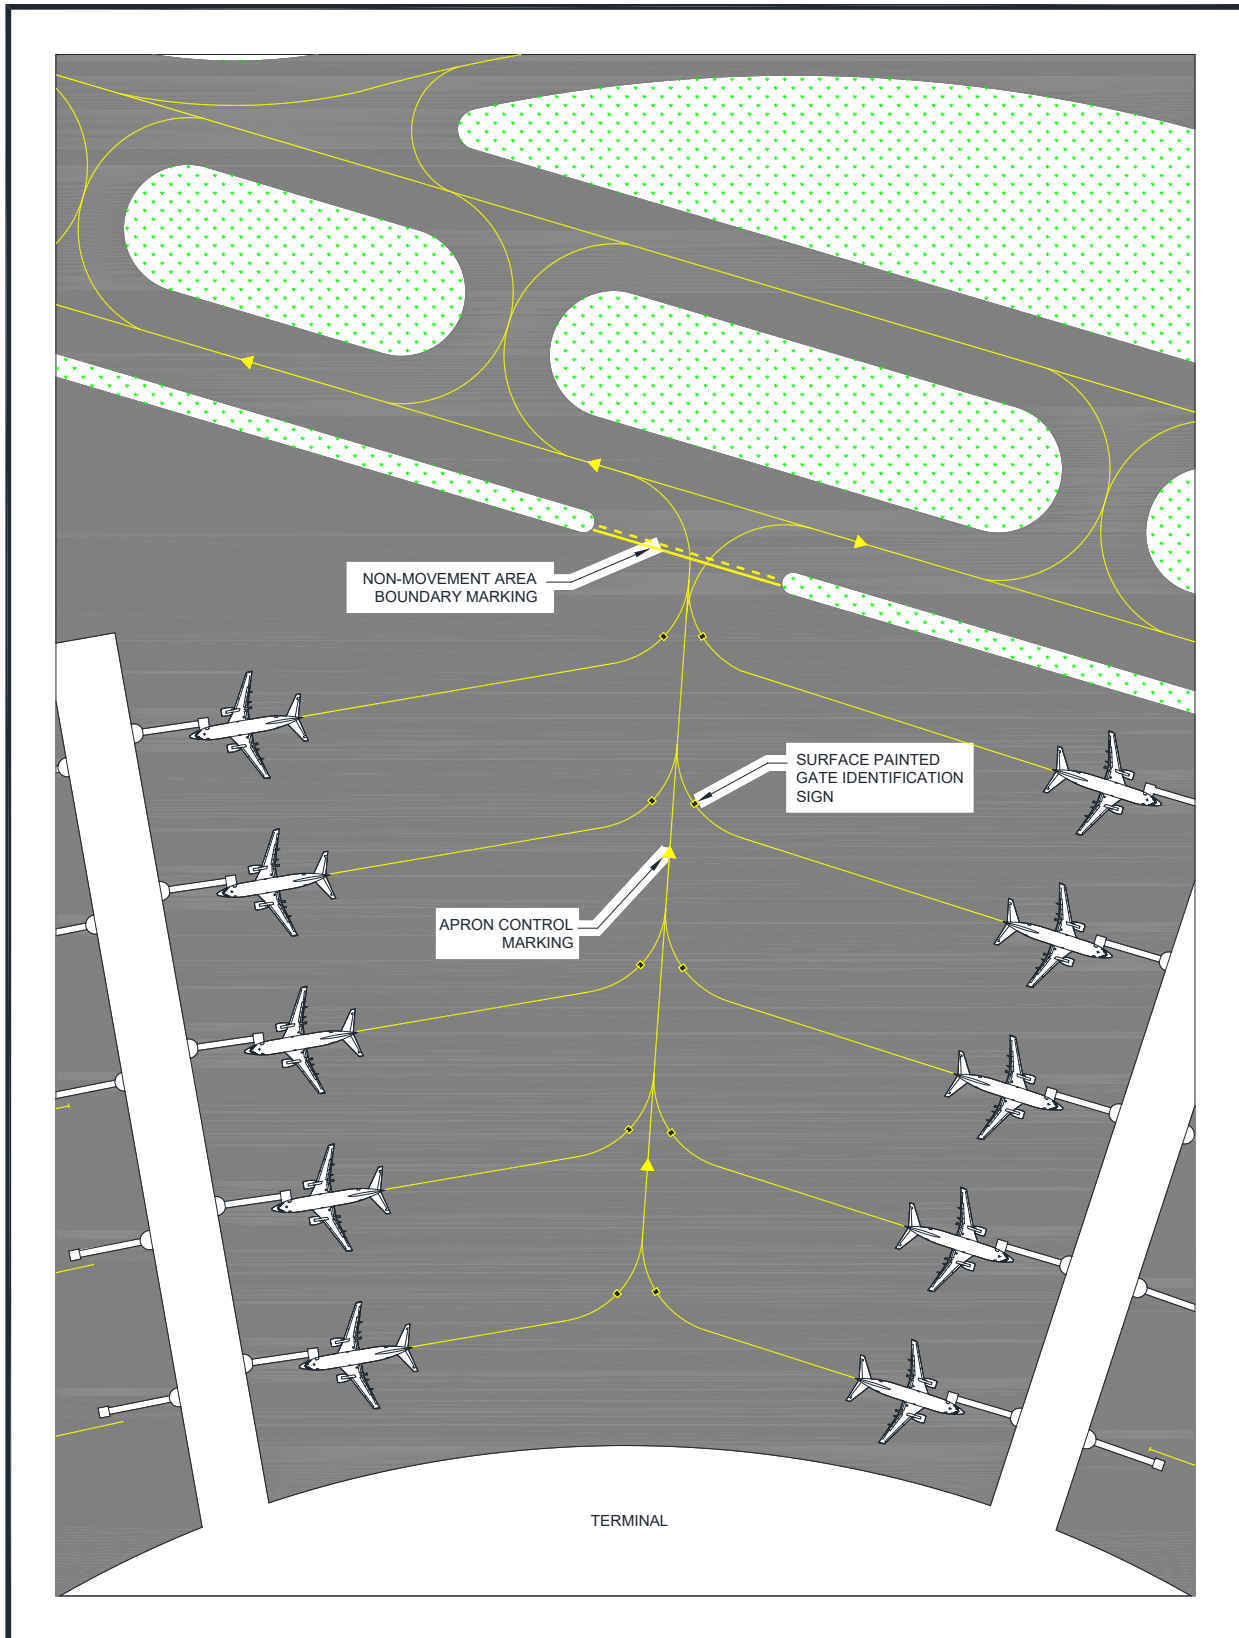 NON-MOVEMENT AREA
BOUNDARY MARKING
SURFACE PAINTED
GATE IDENTIFICATION
SIGN
APRON CONTROL
MARKING
TERMINAL